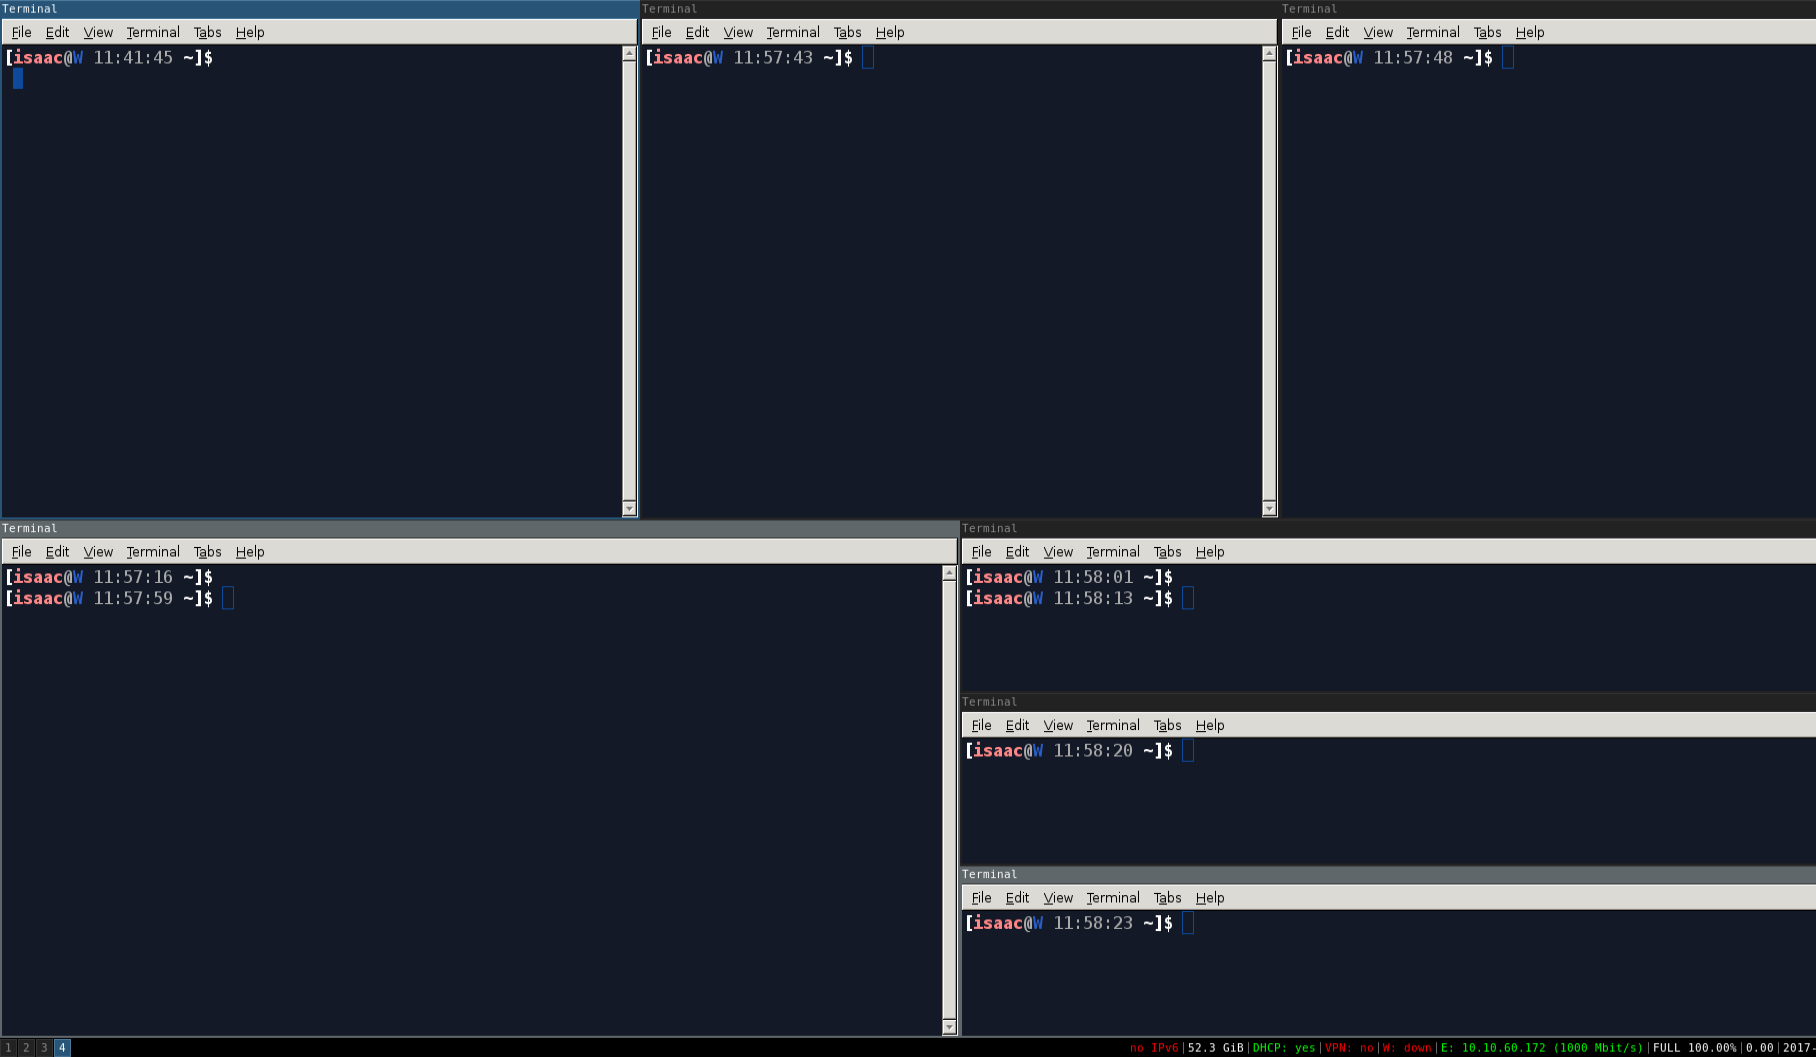 Terminal
File Edit View Terminal Tabs Help
[isaac@W 11:41:45 ~]$
Terminal
File Edit View Terminal Tabs Help
[isaac@W 11:57:43 ~]$
Terminal
File Edit View Terminal Tabs Help
[isaac@W 11:57:48 ~]$
Terminal
File Edit View Terminal Tabs Help
[isaac@W 11:57:16 ~]$
[isaac@W 11:57:59 ~]$
Terminal
File Edit View Terminal Tabs Help
[isaac@W 11:58:01 ~]$
[isaac@W 11:58:13 ~]$
Terminal
File Edit View Terminal Tabs Help
[isaac@W 11:58:20 ~]$
Terminal
File Edit View Terminal Tabs Help
[isaac@W 11:58:23 ~]$
1 2 3 4
no IPv6|52.3 GiB|DHCP: yes|VPN: no|W: down|E: 10.10.60.172 (1000 Mbit/s)|FULL 100.00%|0.00|2017-